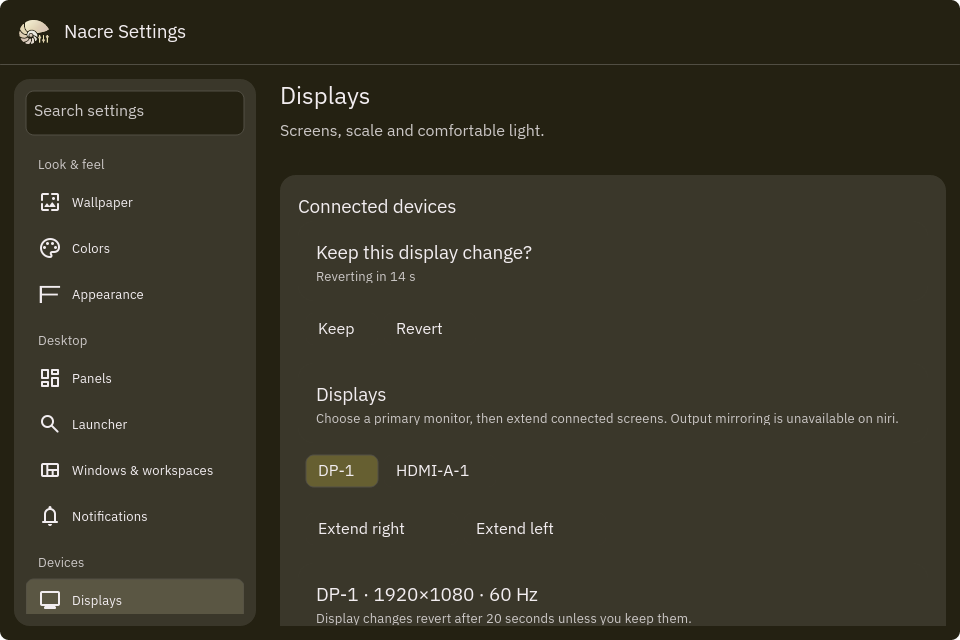 Nacre Settings
Search settings
Look & feel
Wallpaper
Colors
Appearance
Desktop
Panels
Launcher
Windows & workspaces
Notifications
Devices
Displays
Displays
Screens, scale and comfortable light.
Connected devices
Keep this display change?
Reverting in 14 s
Keep Revert
Displays
Choose a primary monitor, then extend connected screens. Output mirroring is unavailable on niri.
DP-1 HDMI-A-1
Extend right Extend left
DP-1 · 1920×1080 · 60 Hz
Display changes revert after 20 seconds unless you keep them.